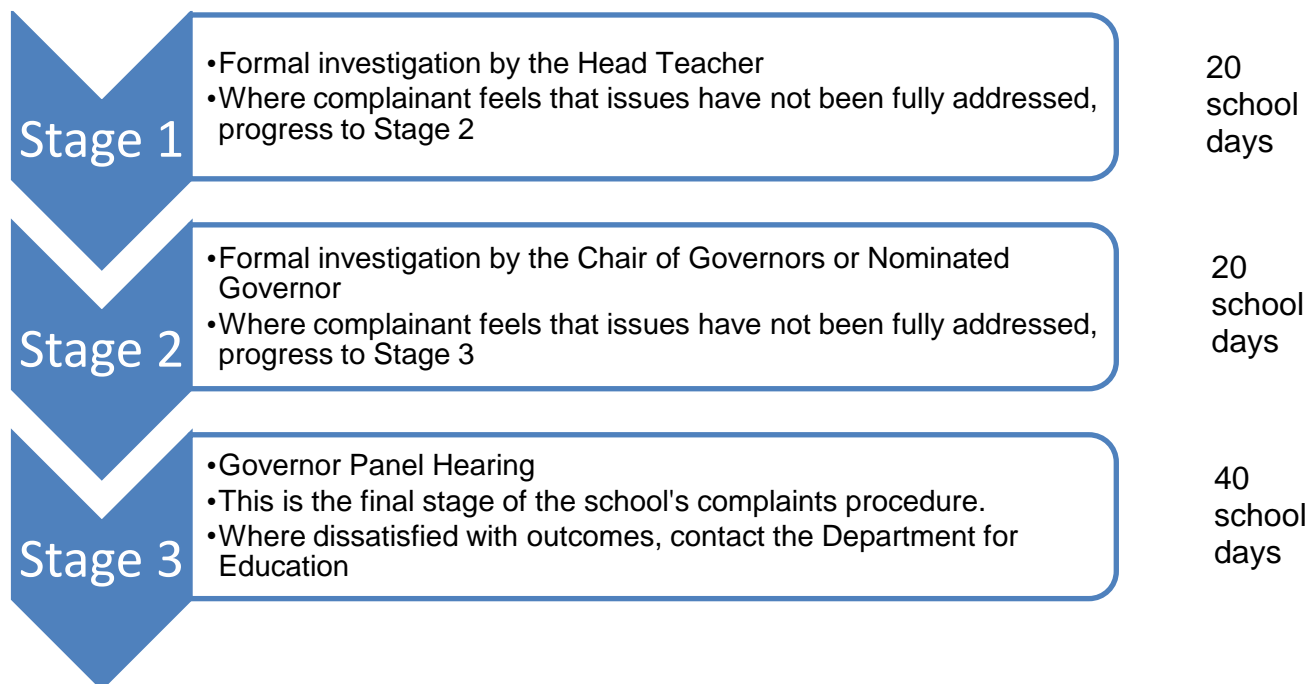 Stage 1
•Formal investigation by the Head Teacher
•Where complainant feels that issues have not been fully addressed,
progress to Stage 2
20
school
days
Stage 2
•Formal investigation by the Chair of Governors or Nominated
Governor
•Where complainant feels that issues have not been fully addressed,
progress to Stage 3
20
school
days
Stage 3
•Governor Panel Hearing
•This is the final stage of the school's complaints procedure.
•Where dissatisfied with outcomes, contact the Department for
Education
40
school
days